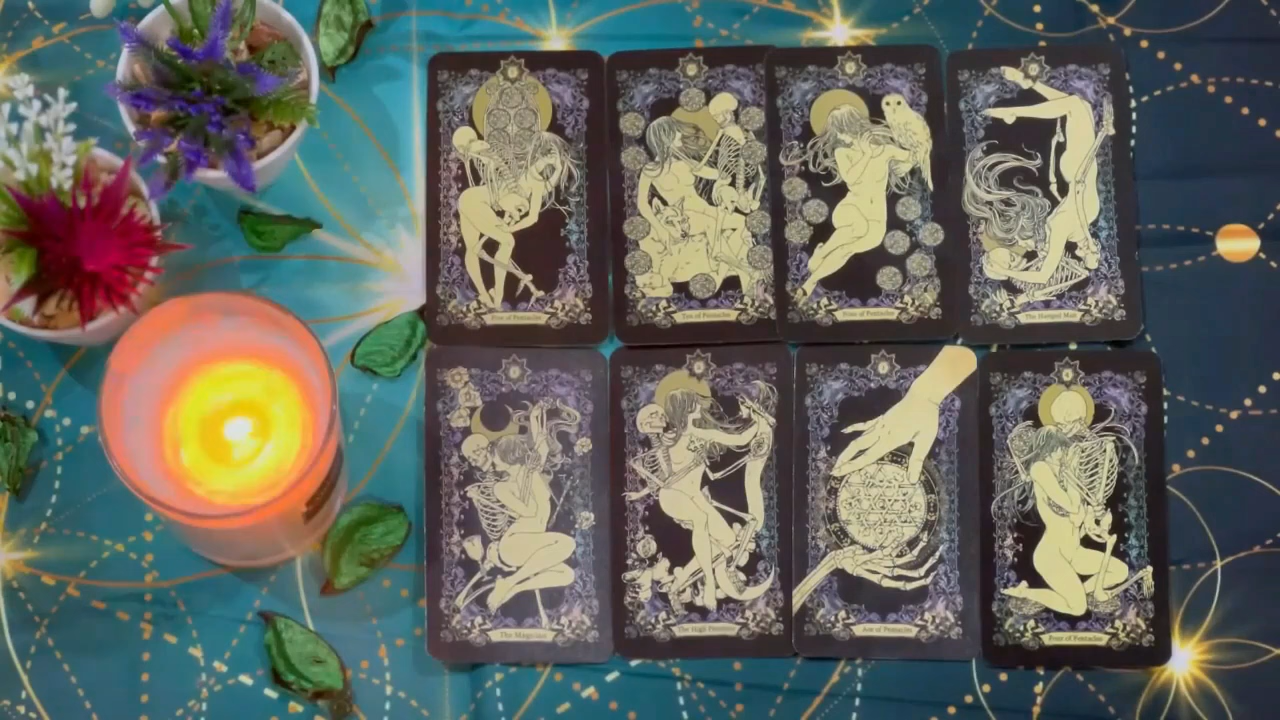 Five of Pentacles
Ten of Pentacles
Nine of Pentacles
The Hanged Man
The Magician
The High Priestess
Ace of Pentacles
Four of Pentacles